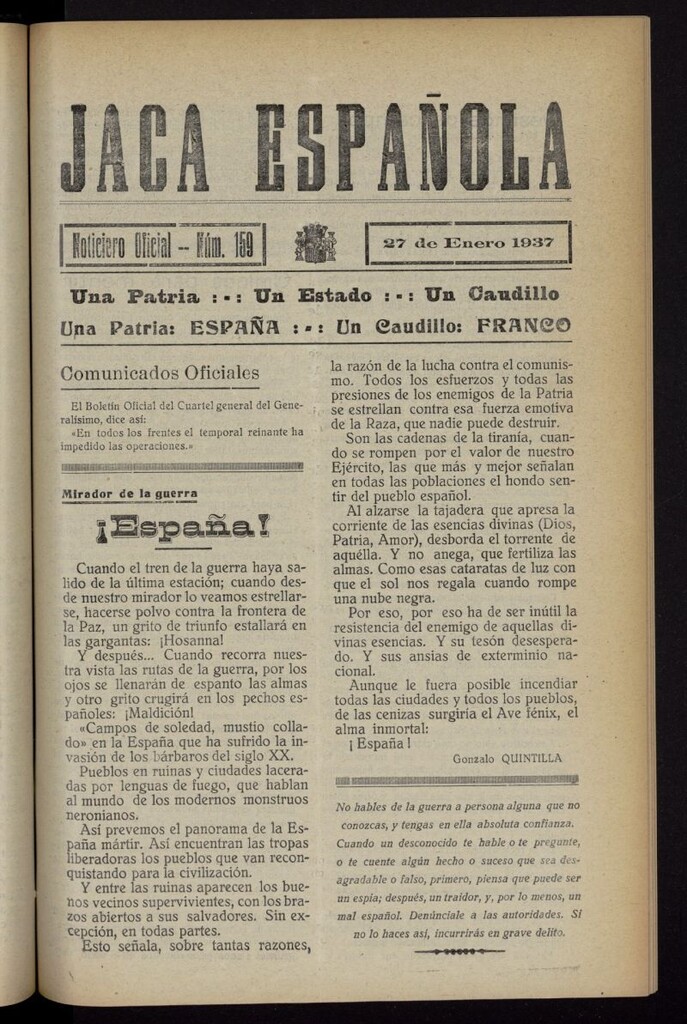 JACA ESPAÑOLA
Noticiero Oficial -- Núm. 159
27 de Enero 1937
Una Patria :-: Un Estado :-: Un Caudillo
Una Patria: ESPAÑA :-: Un Caudillo: FRANCO
Comunicados Oficiales
El Boletín Oficial del Cuartel general del Gene-
ralísimo, dice así:
«En todos los frentes el temporal reinante ha
impedido las operaciones.»
Mirador de la guerra
¡España!
Cuando el tren de la guerra haya sa-
lido de la última estación; cuando des-
de nuestro mirador lo veamos estrellar-
se, hacerse polvo contra la frontera de
la Paz, un grito de triunfo estallará en
las gargantas: ¡Hosanna!
Y después... Cuando recorra nues-
tra vista las rutas de la guerra, por los
ojos se llenarán de espanto las almas
y otro grito crugirá en los pechos es-
pañoles: ¡Maldición!
«Campos de soledad, mustio colla-
do» en la España que ha sufrido la in-
vasión de los bárbaros del siglo XX.
Pueblos en ruinas y ciudades lacera-
das por lenguas de fuego, que hablan
al mundo de los modernos monstruos
neronianos.
Así prevemos el panorama de la Es-
paña mártir. Así encuentran las tropas
liberadoras los pueblos que van recon-
quistando para la civilización.
Y entre las ruinas aparecen los bue-
nos vecinos supervivientes, con los bra-
zos abiertos a sus salvadores. Sin ex-
cepción, en todas partes.
Esto señala, sobre tantas razones,
la razón de la lucha contra el comunis-
mo. Todos los esfuerzos y todas las
presiones de los enemigos de la Patria
se estrellan contra esa fuerza emotiva
de la Raza, que nadie puede destruir.
Son las cadenas de la tiranía, cuan-
do se rompen por el valor de nuestro
Ejército, las que más y mejor señalan
en todas las poblaciones el hondo sen-
tir del pueblo español.
Al alzarse la tajadera que apresa la
corriente de las esencias divinas (Dios,
Patria, Amor), desborda el torrente de
aquélla. Y no anega, que fertiliza las
almas. Como esas cataratas de luz con
que el sol nos regala cuando rompe
una nube negra.
Por eso, por eso ha de ser inútil la
resistencia del enemigo de aquellas di-
vinas esencias. Y su tesón desespera-
do. Y sus ansias de exterminio na-
cional.
Aunque le fuera posible incendiar
todas las ciudades y todos los pueblos,
de las cenizas surgiría el Ave fénix, el
alma inmortal:
¡España!
Gonzalo QUINTILLA
No hables de la guerra a persona alguna que no
conozcas, y tengas en ella absoluta confianza.
Cuando un desconocido te hable o te pregunte,
o te cuente algún hecho o suceso que sea des-
agradable o falso, primero, piensa que puede ser
un espía; después, un traidor, y, por lo menos, un
mal español. Denúnciale a las autoridades. Si
no lo haces así, incurrirás en grave delito.